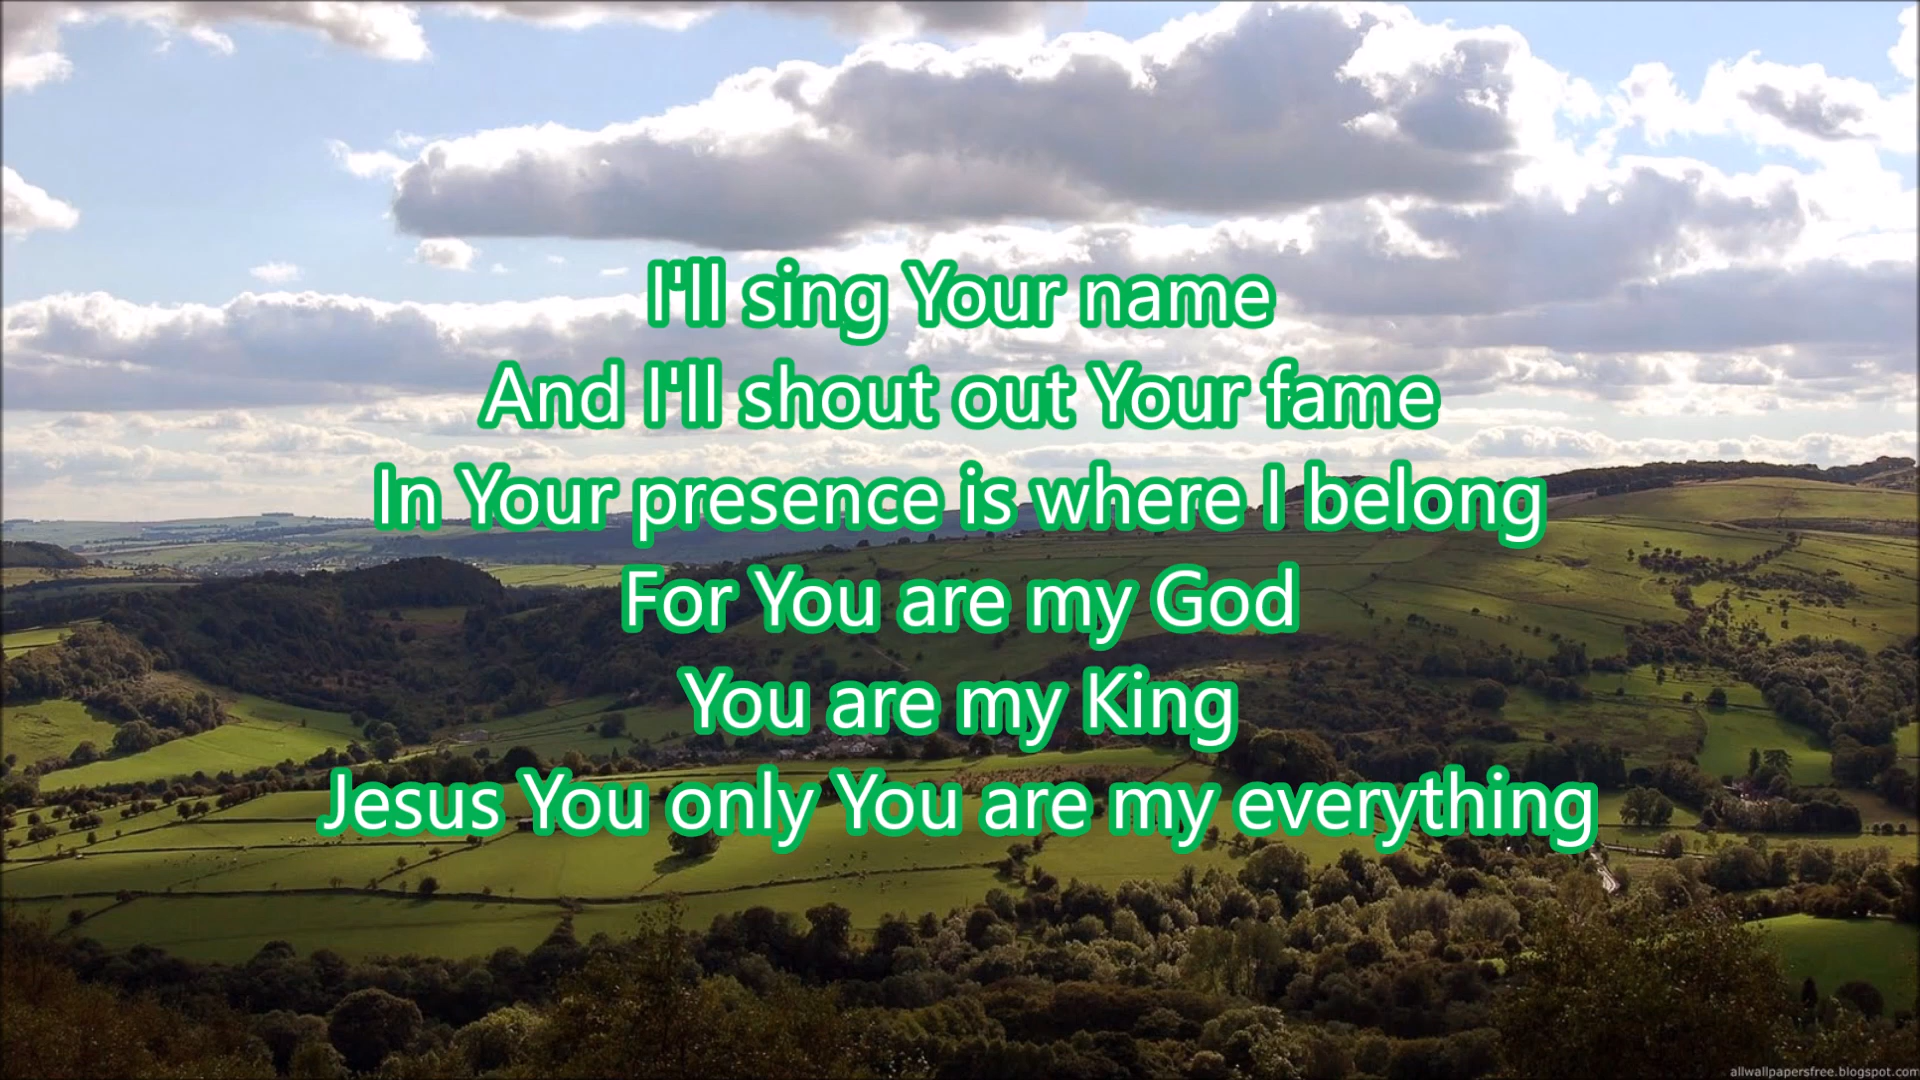 I'll sing Your name
And I'll shout out Your fame
In Your presence is where I belong
For You are my God
You are my King
Jesus You only You are my everything
allwallpapersfree.blogspot.com